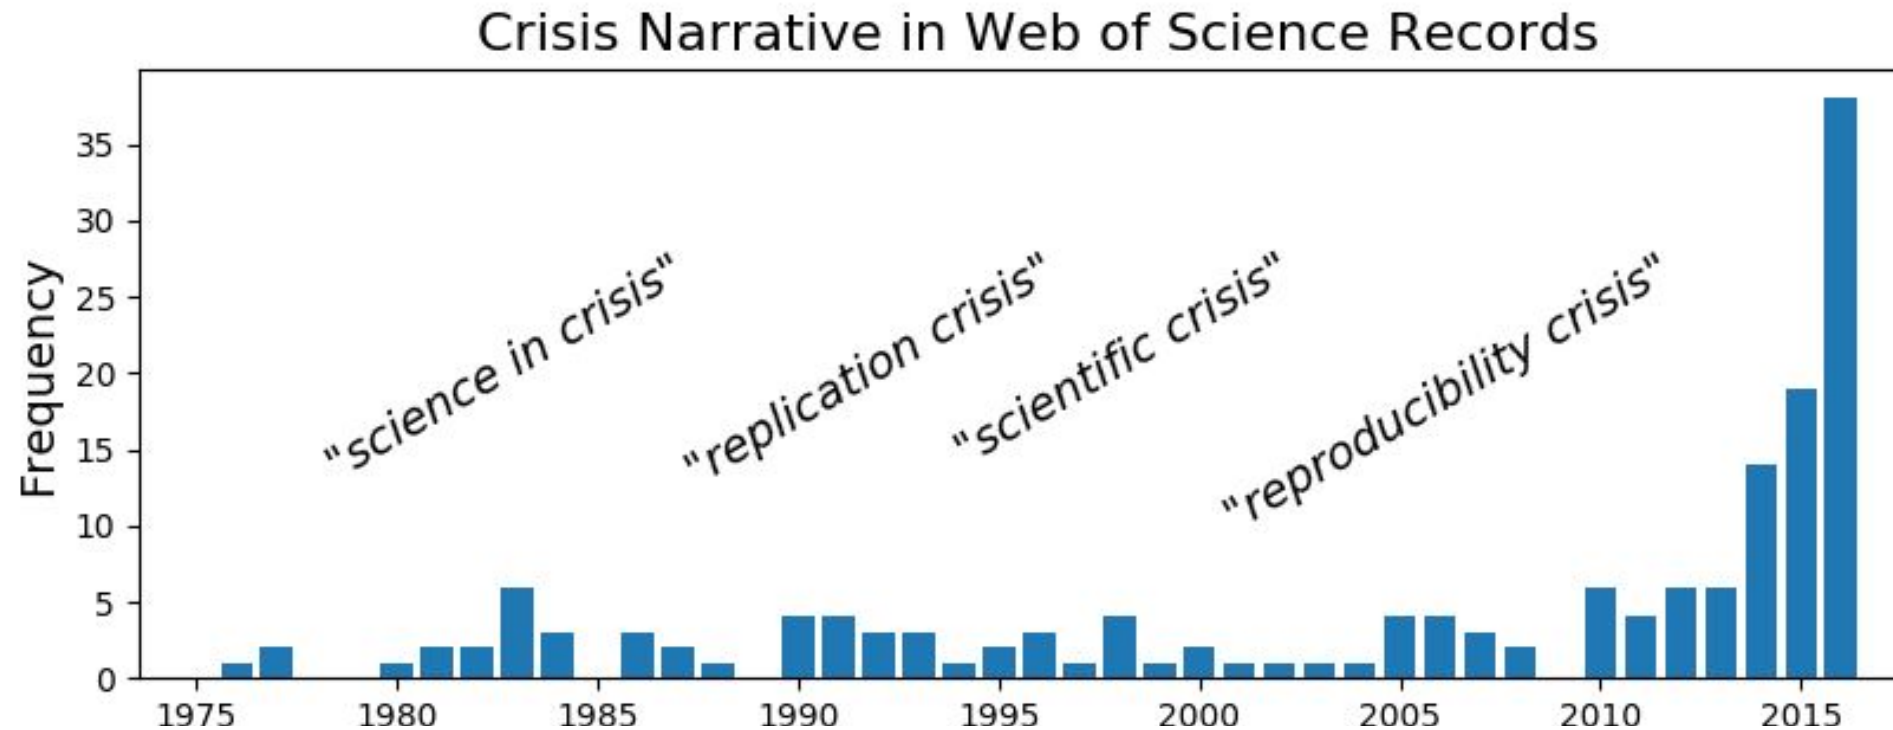 Crisis Narrative in Web of Science Records
Frequency
35
30
25
20
15
10
5
0
"science in crisis"
"replication crisis"
"scientific crisis"
"reproducibility crisis"
1975 1980 1985 1990 1995 2000 2005 2010 2015